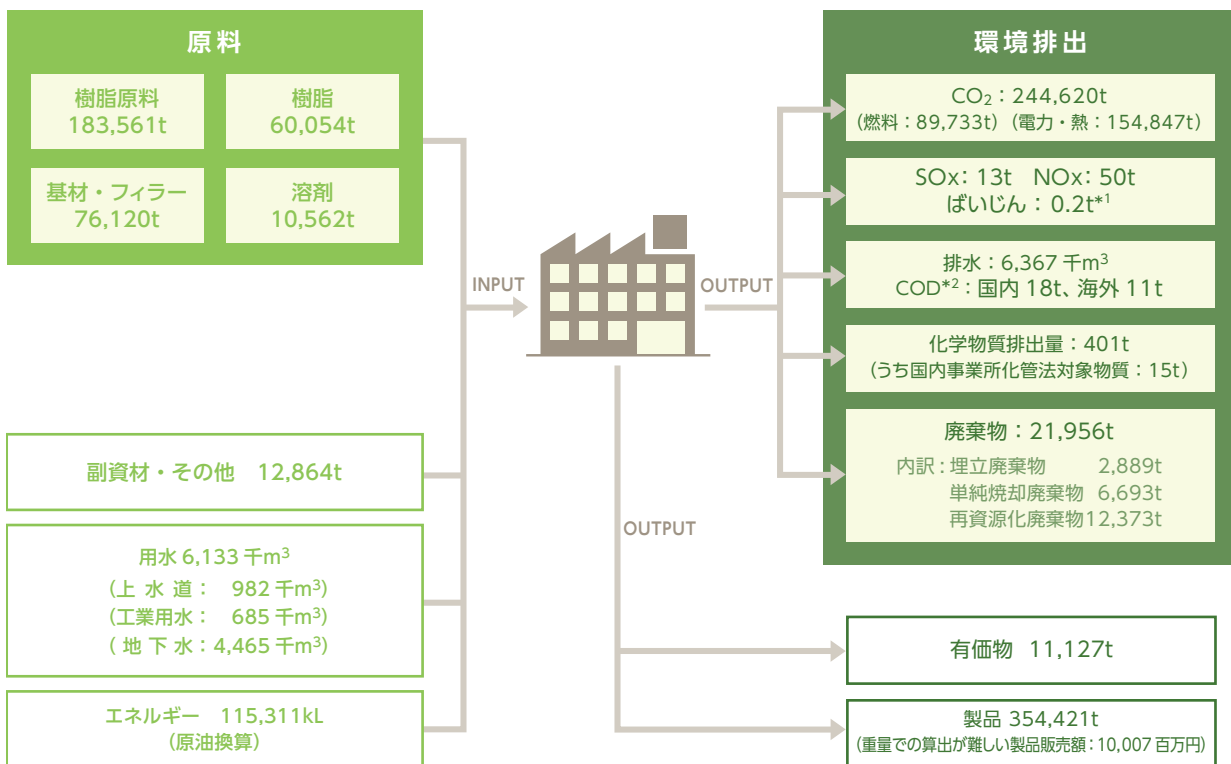 原料
樹脂原料
183,561t
樹脂
60,054t
基材・フィラー
76,120t
溶剤
10,562t
副資材・その他 12,864t
用水 6,133 千m³
(上水道: 982 千m³)
(工業用水: 685 千m³)
(地下水:4,465 千m³)
エネルギー 115,311kL
(原油換算)
INPUT
OUTPUT
OUTPUT
環境排出
CO₂:244,620t
(燃料:89,733t)(電力・熱:154,847t)
SOx:13t NOx:50t
ばいじん:0.2t*¹
排水:6,367 千m³
COD*²:国内 18t、海外 11t
化学物質排出量:401t
(うち国内事業所化管法対象物質:15t)
廃棄物:21,956t
内訳:埋立廃棄物 2,889t
単純焼却廃棄物 6,693t
再資源化廃棄物12,373t
有価物 11,127t
製品 354,421t
(重量での算出が難しい製品販売額:10,007 百万円)